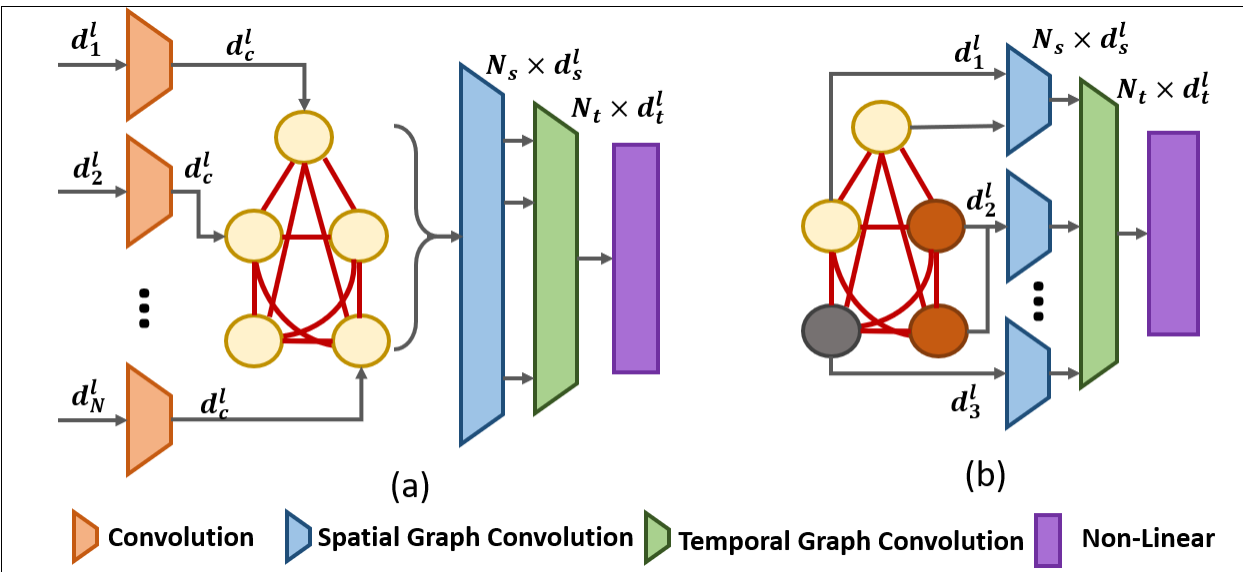 d_1^l
d_c^l
N_s × d_s^l
N_t × d_t^l
d_2^l
d_c^l
d_N^l
d_c^l
(a)
d_1^l
N_s × d_s^l
N_t × d_t^l
d_2^l
d_3^l
(b)
Convolution
Spatial Graph Convolution
Temporal Graph Convolution
Non-Linear